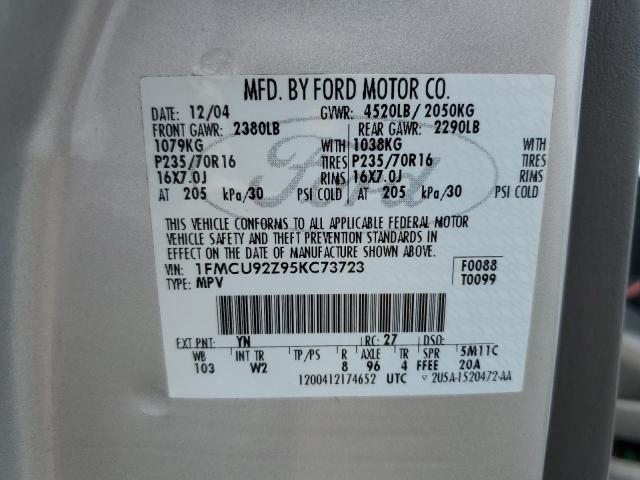 MFD. BY FORD MOTOR CO.
DATE: 12/04 GVWR: 4520LB/ 2050KG
FRONT GAWR: 2380LB REAR GAWR: 2290LB
1079KG WITH 1038KG WITH
P235/70R16 TIRES P235/70R16 TIRES
16X7.0J RIMS 16X7.0J RIMS
AT 205 kPa/30 PSI COLD AT 205 kPa/30 PSI COLD
Ford
THIS VEHICLE CONFORMS TO ALL APPLICABLE FEDERAL MOTOR
VEHICLE SAFETY AND THEFT PREVENTION STANDARDS IN
EFFECT ON THE DATE OF MANUFACTURE SHOWN ABOVE.
VIN: 1FMCU92Z95KC73723 F0088
TYPE: MPV T0099
EXT PNT: YN RC: 27 DSO:
WB INT TR TP/PS R AXLE TR SPR 5M11C
103 W2 8 96 4 FFEE 20A
1200412174652 UTC 2U5A-1520472-AA